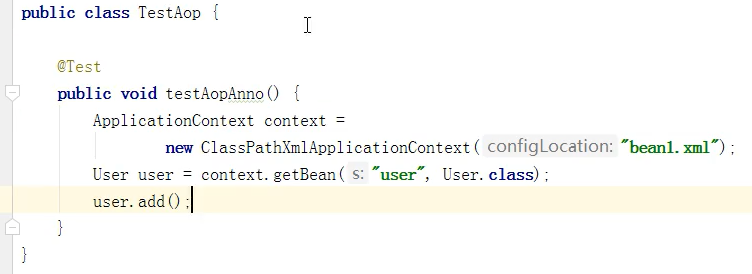 public class TestAop {
@Test
public void testAopAnno() {
ApplicationContext context =
new ClassPathXmlApplicationContext( configLocation: "bean1.xml");
User user = context.getBean( s: "user", User.class);
user.add();
}
}